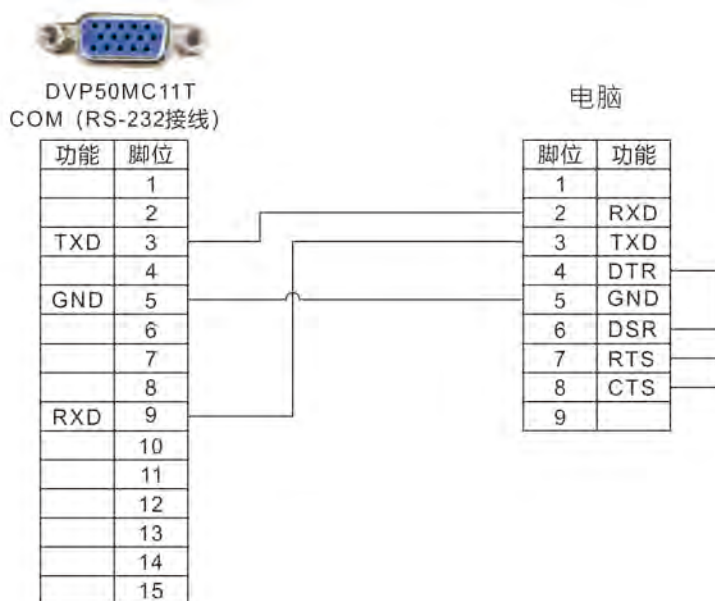 DVP50MC11T
COM (RS-232接线)
功能 脚位
1
2
TXD 3
4
GND 5
6
7
8
RXD 9
10
11
12
13
14
15
电脑
脚位 功能
1
2 RXD
3 TXD
4 DTR
5 GND
6 DSR
7 RTS
8 CTS
9